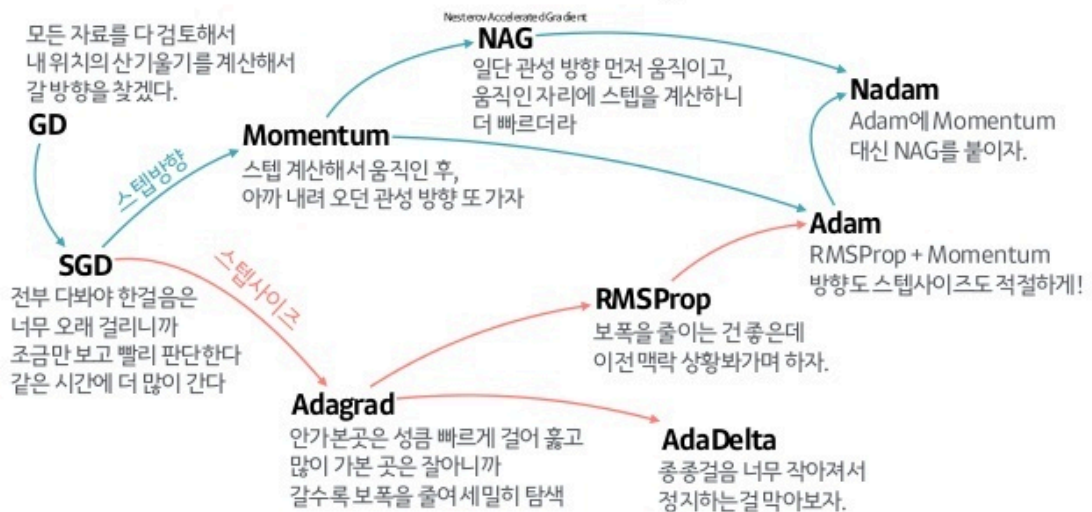 모든 자료를 다 검토해서
내 위치의 산기울기를 계산해서
갈 방향을 찾겠다.
GD
스텝방향
SGD
전부 다봐야 한걸음은
너무 오래 걸리니까
조금만 보고 빨리 판단한다
같은 시간에 더 많이 간다
Momentum
스텝 계산해서 움직인 후,
아까 내려 오던 관성 방향 또 가자
Nesterov Accelerated Gradient
NAG
일단 관성 방향 먼저 움직이고,
움직인 자리에 스텝을 계산하니
더 빠르더라
Nadam
Adam에 Momentum
대신 NAG를 붙이자.
Adam
RMSProp + Momentum
방향도 스텝사이즈도 적절하게!
스텝사이즈
RMSProp
보폭을 줄이는 건 좋은데
이전 맥락 상황봐가며 하자.
Adagrad
안가본곳은 성큼 빠르게 걸어 훑고
많이 가본 곳은 잘아니까
갈수록 보폭을 줄여 세밀히 탐색
AdaDelta
종종걸음 너무 작아져서
정지하는걸 막아보자.